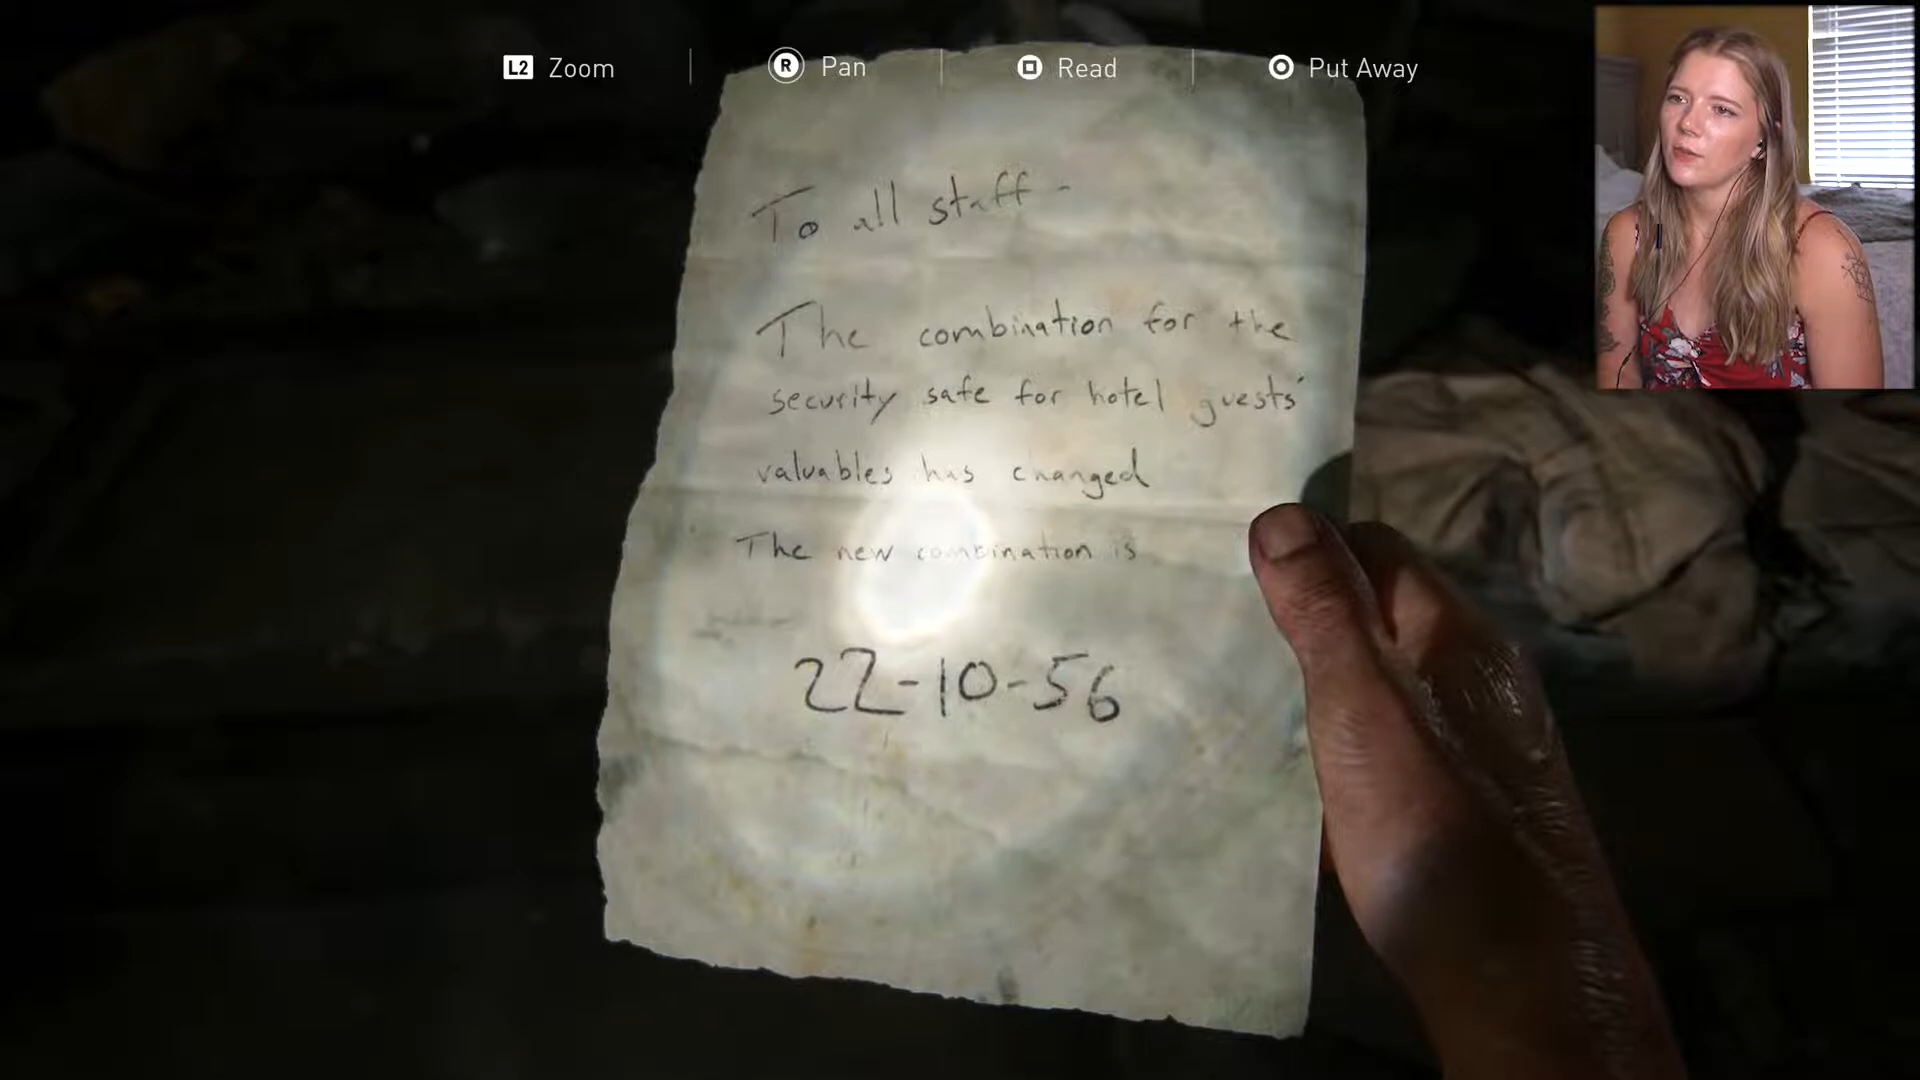 L2 Zoom R Pan Read Put Away
To all staff -
The combination for the
security safe for hotel guests'
valuables has changed
The new combination is
22-10-56